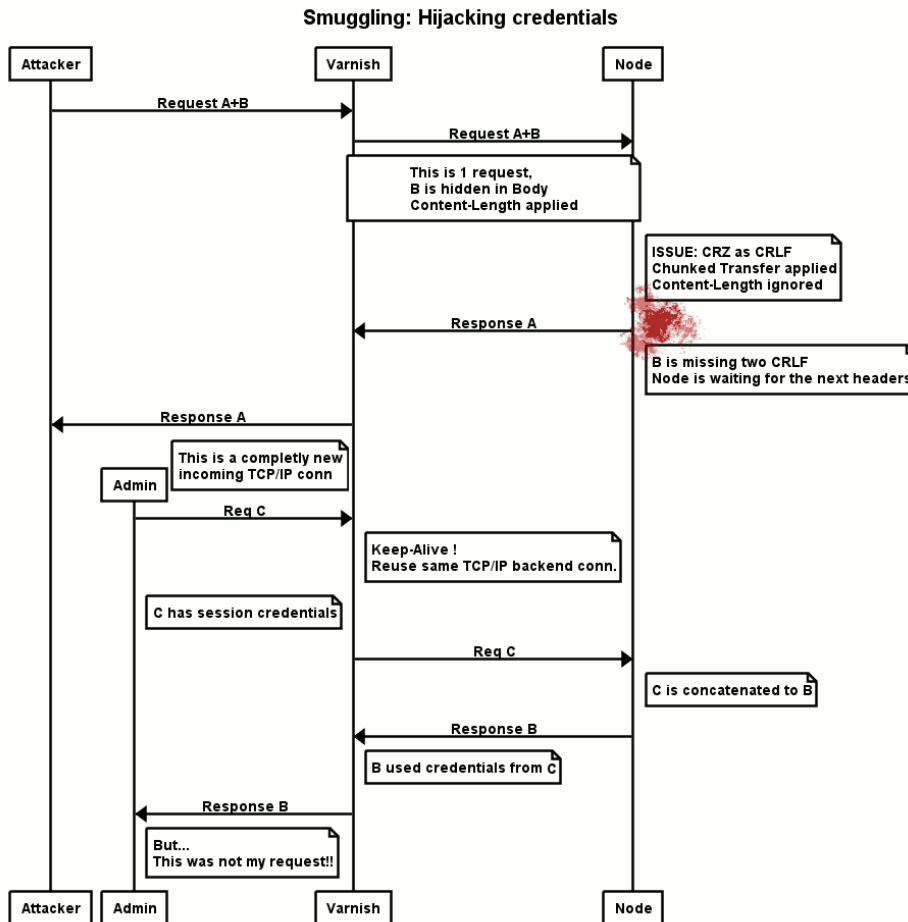 Smuggling: Hijacking credentials
Attacker
Varnish
Node
Request A+B
Request A+B
This is 1 request,
B is hidden in Body
Content-Length applied
ISSUE: CRZ as CRLF
Chunked Transfer applied
Content-Length ignored
Response A
B is missing two CRLF
Node is waiting for the next headers
Response A
This is a completly new
incoming TCP/IP conn
Admin
Req C
Keep-Alive !
Reuse same TCP/IP backend conn.
C has session credentials
Req C
C is concatenated to B
Response B
B used credentials from C
Response B
But...
This was not my request!!
Attacker
Admin
Varnish
Node